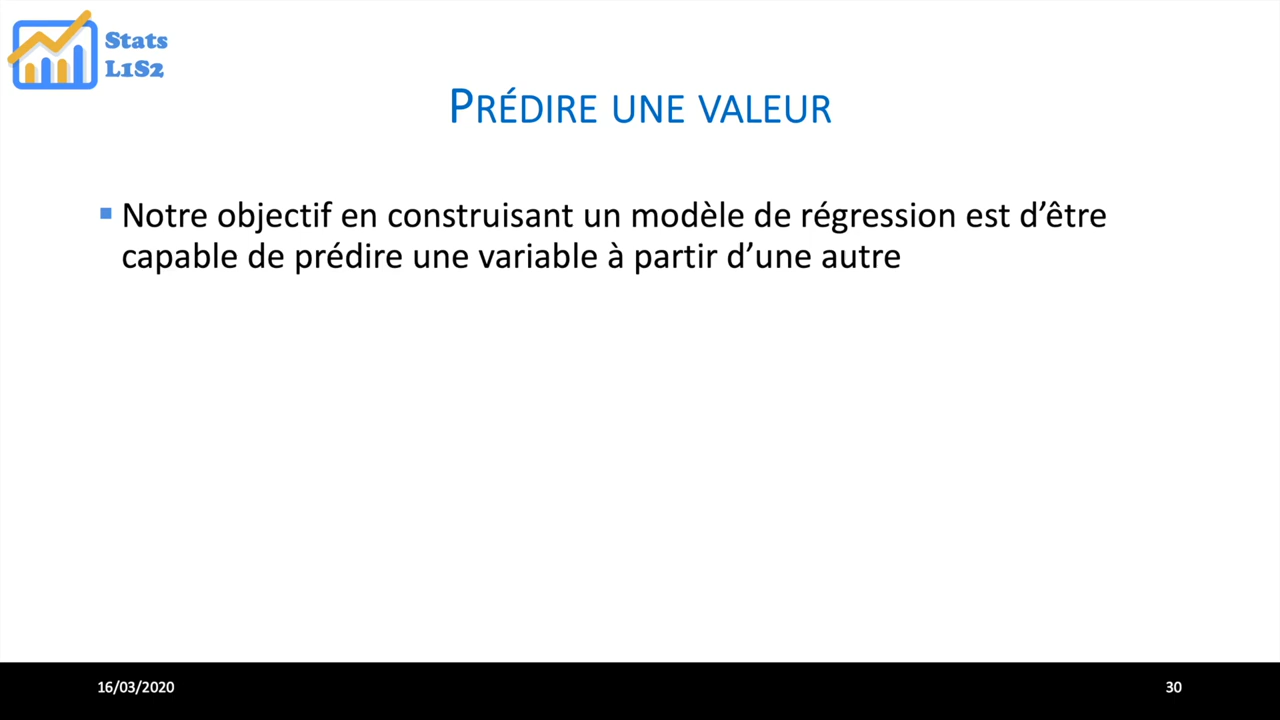 Stats
L1S2
PRÉDIRE UNE VALEUR
Notre objectif en construisant un modèle de régression est d’être
capable de prédire une variable à partir d’une autre
16/03/2020
30